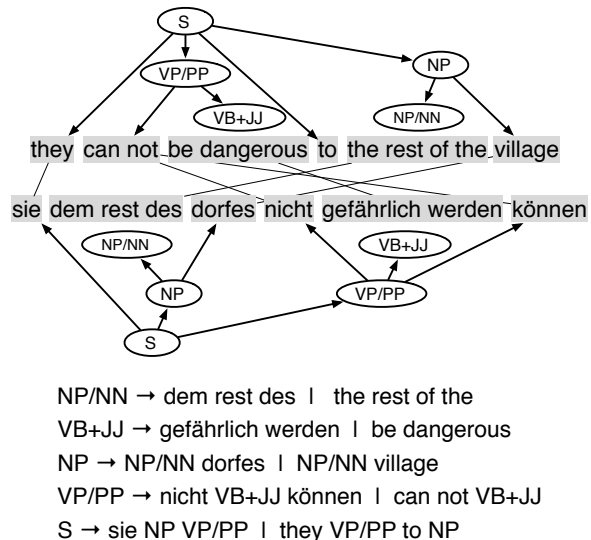 S
VP/PP NP
VB+JJ NP/NN
they can not be dangerous to the rest of the village
sie dem rest des dorfes nicht gefährlich werden können
NP/NN VB+JJ
NP VP/PP
S
NP/NN → dem rest des | the rest of the
VB+JJ → gefährlich werden | be dangerous
NP → NP/NN dorfes | NP/NN village
VP/PP → nicht VB+JJ können | can not VB+JJ
S → sie NP VP/PP | they VP/PP to NP